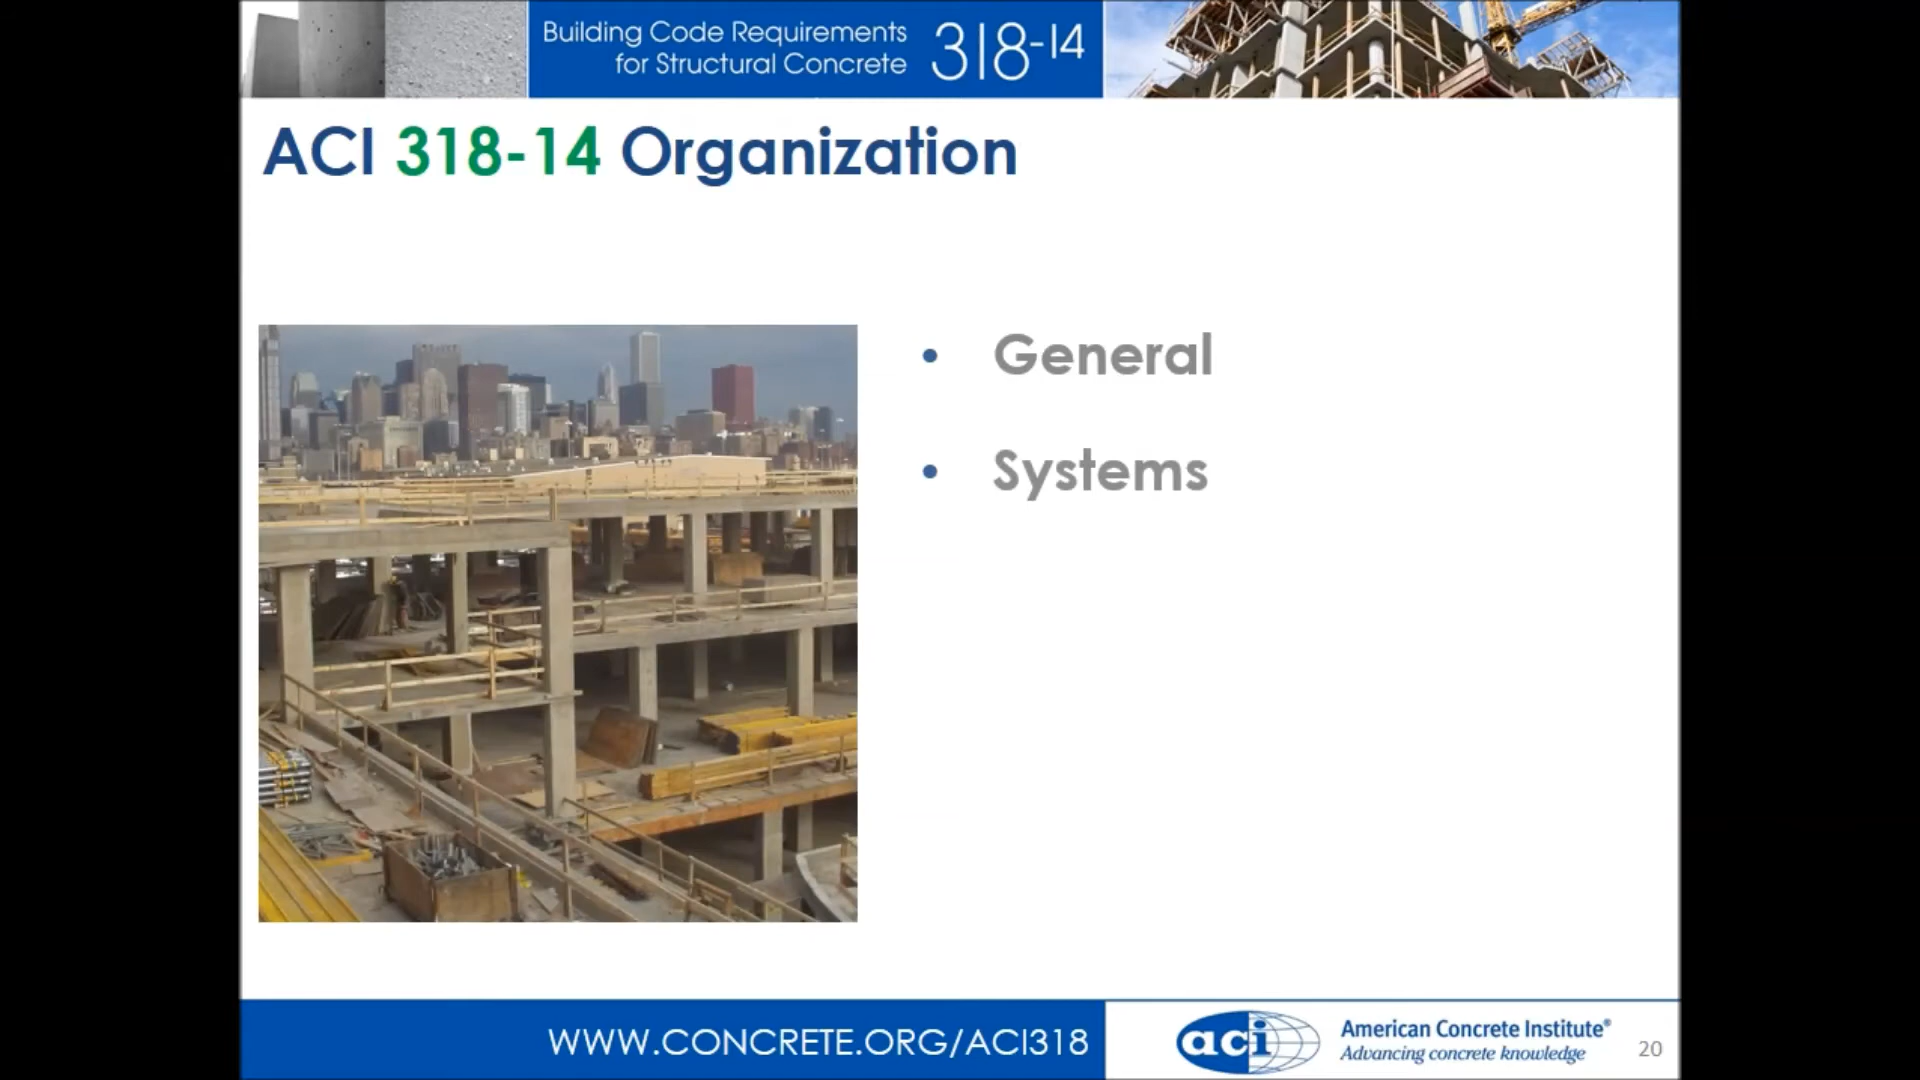 Building Code Requirements
for Structural Concrete
318-14
ACI 318-14 Organization
• General
• Systems
WWW.CONCRETE.ORG/ACI318
aci
American Concrete Institute®
Advancing concrete knowledge
20